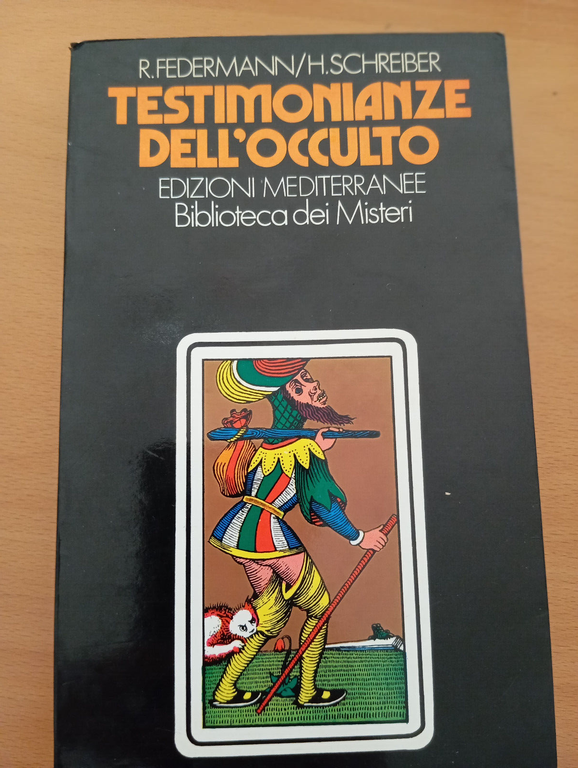 R.FEDERMANN/H.SCHREIBER
TESTIMONIANZE
DELL'OCCULTO
EDIZIONI MEDITERRANEE
Biblioteca dei Misteri